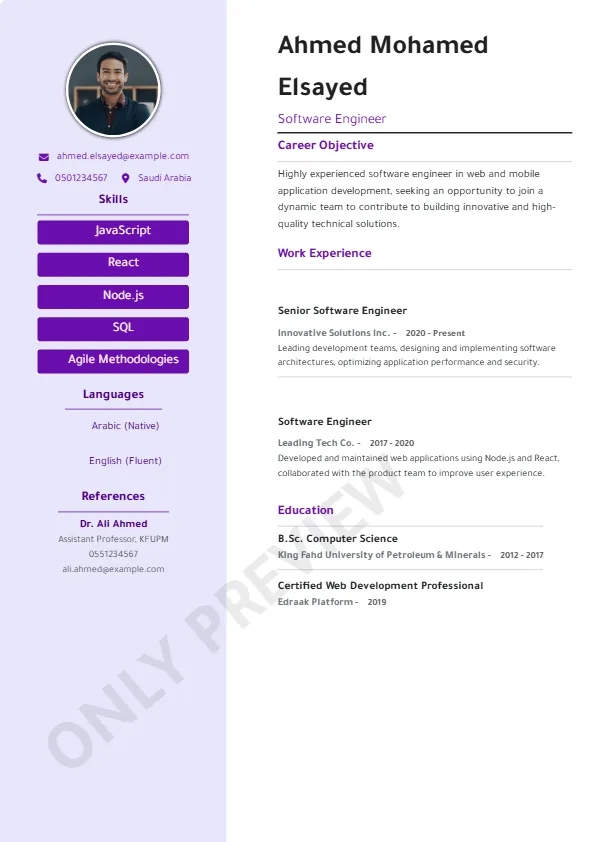 ahmed.elsayed@example.com
0501234567 Saudi Arabia
Skills
JavaScript
React
Node.js
SQL
Agile Methodologies
Languages
Arabic (Native)
English (Fluent)
References
Dr. Ali Ahmed
Assistant Professor, KFUPM
0551234567
ali.ahmed@example.com
Ahmed Mohamed
Elsayed
Software Engineer
Career Objective
Highly experienced software engineer in web and mobile
application development, seeking an opportunity to join a
dynamic team to contribute to building innovative and high-
quality technical solutions.
Work Experience
Senior Software Engineer
Innovative Solutions Inc. - 2020 - Present
Leading development teams, designing and implementing software
architectures, optimizing application performance and security.
Software Engineer
Leading Tech Co. - 2017 - 2020
Developed and maintained web applications using Node.js and React,
collaborated with the product team to improve user experience.
Education
B.Sc. Computer Science
King Fahd University of Petroleum & Minerals - 2012 - 2017
Certified Web Development Professional
Edraak Platform - 2019
ONLY PREVIEW